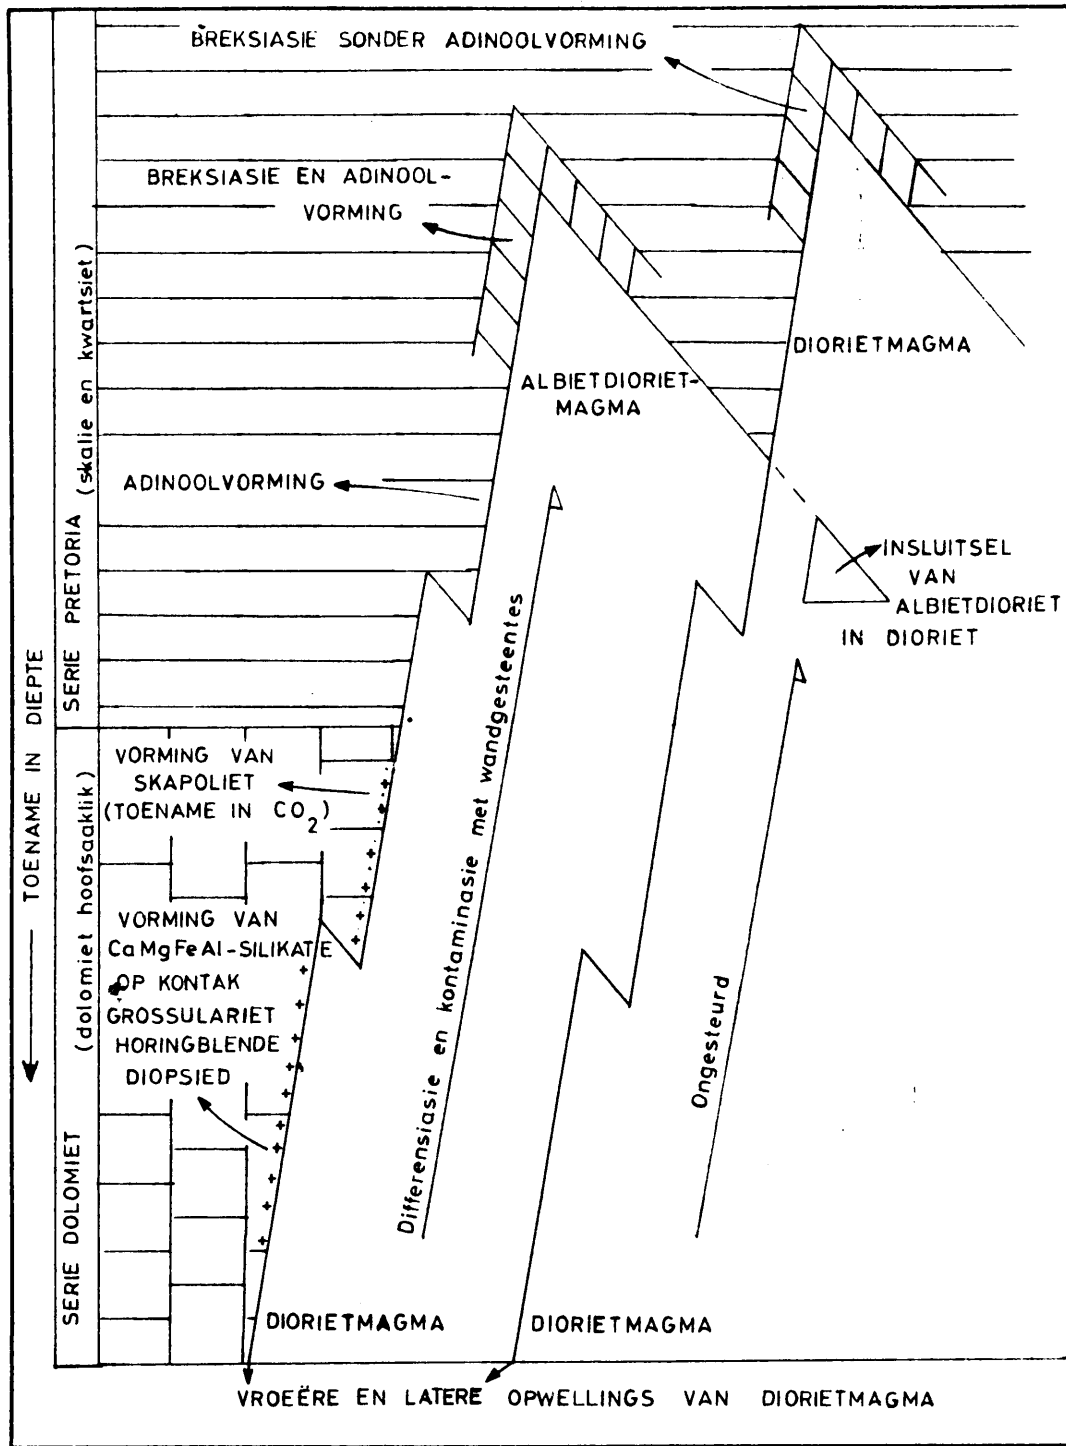 BREKSIASIE SONDER ADINOOLVORMING
BREKSIASIE EN ADINOOL-
VORMING
DIORIETMAGMA
ALBIETDIORIET-
MAGMA
ADINOOLVORMING
INSLUITSEL
VAN
ALBIETDIORIET
IN DIORIET
SERIE PRETORIA (skalie en kwartsiet)
TOENAME IN DIEPTE
Differensiasie en kontaminasie met wandgesteentes
Ongesteurd
VORMING VAN
SKAPOLIET
(TOENAME IN CO2)
VORMING VAN
CaMgFeAl-SILIKATE
OP KONTAK
GROSSULARIET
HORINGBLENDE
DIOPSIED
SERIE DOLOMIET (dolomiet hoofsaaklik)
DIORIETMAGMA
DIORIETMAGMA
VROEËRE EN LATERE OPWELLINGS VAN DIORIETMAGMA